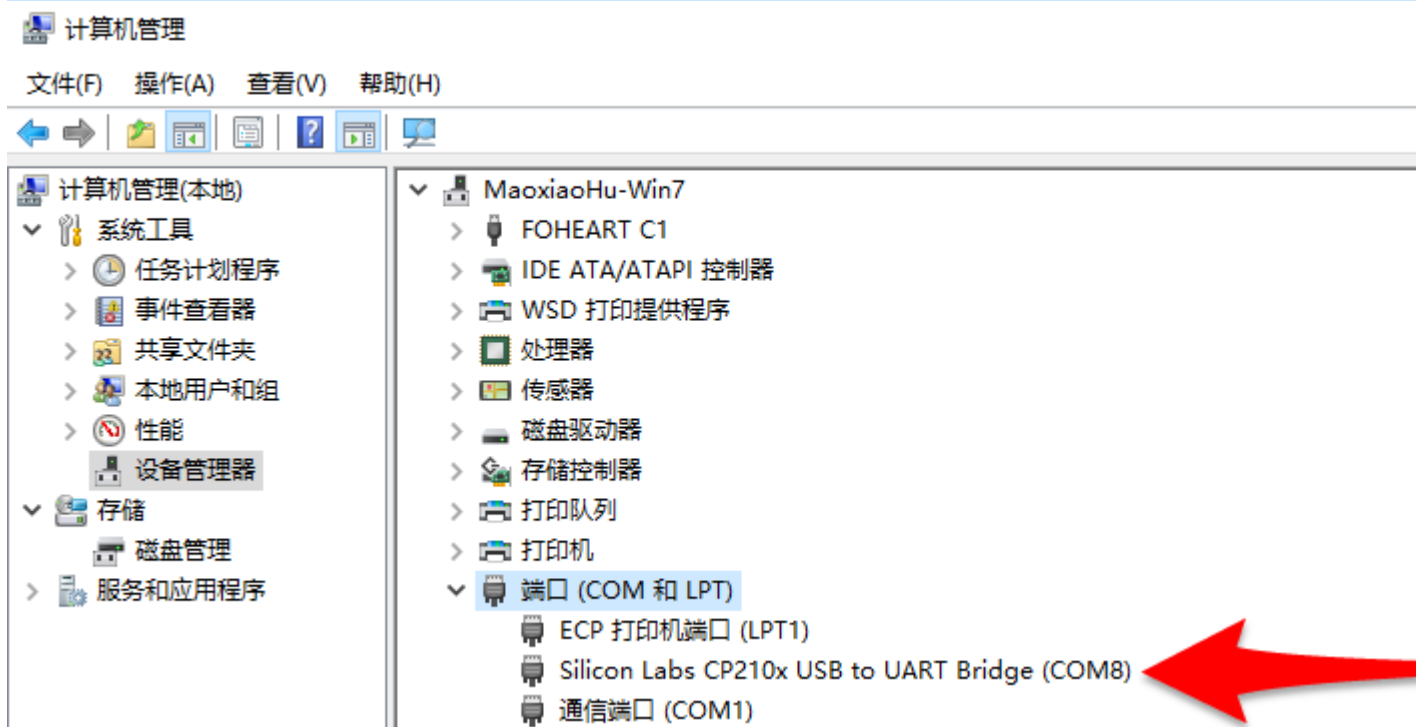 计算机管理
文件(F) 操作(A) 查看(V) 帮助(H)
计算机管理(本地)
系统工具
任务计划程序
事件查看器
共享文件夹
本地用户和组
性能
设备管理器
存储
磁盘管理
服务和应用程序
MaoxiaoHu-Win7
FOHEART C1
IDE ATA/ATAPI 控制器
WSD 打印提供程序
处理器
传感器
磁盘驱动器
存储控制器
打印队列
打印机
端口 (COM 和 LPT)
ECP 打印机端口 (LPT1)
Silicon Labs CP210x USB to UART Bridge (COM8)
通信端口 (COM1)